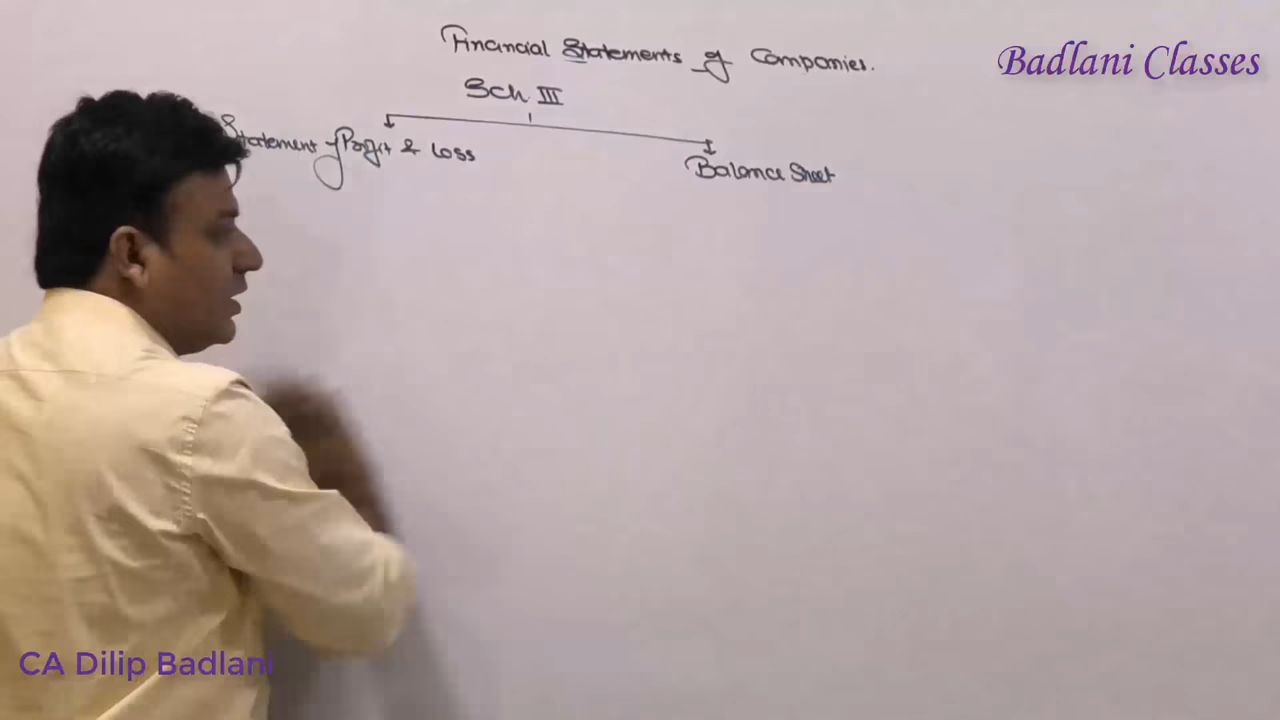 Financial Statements of Companies.
Badlani Classes
Sch. III
Statement of Profit & Loss
Balance Sheet
CA Dilip Badlani